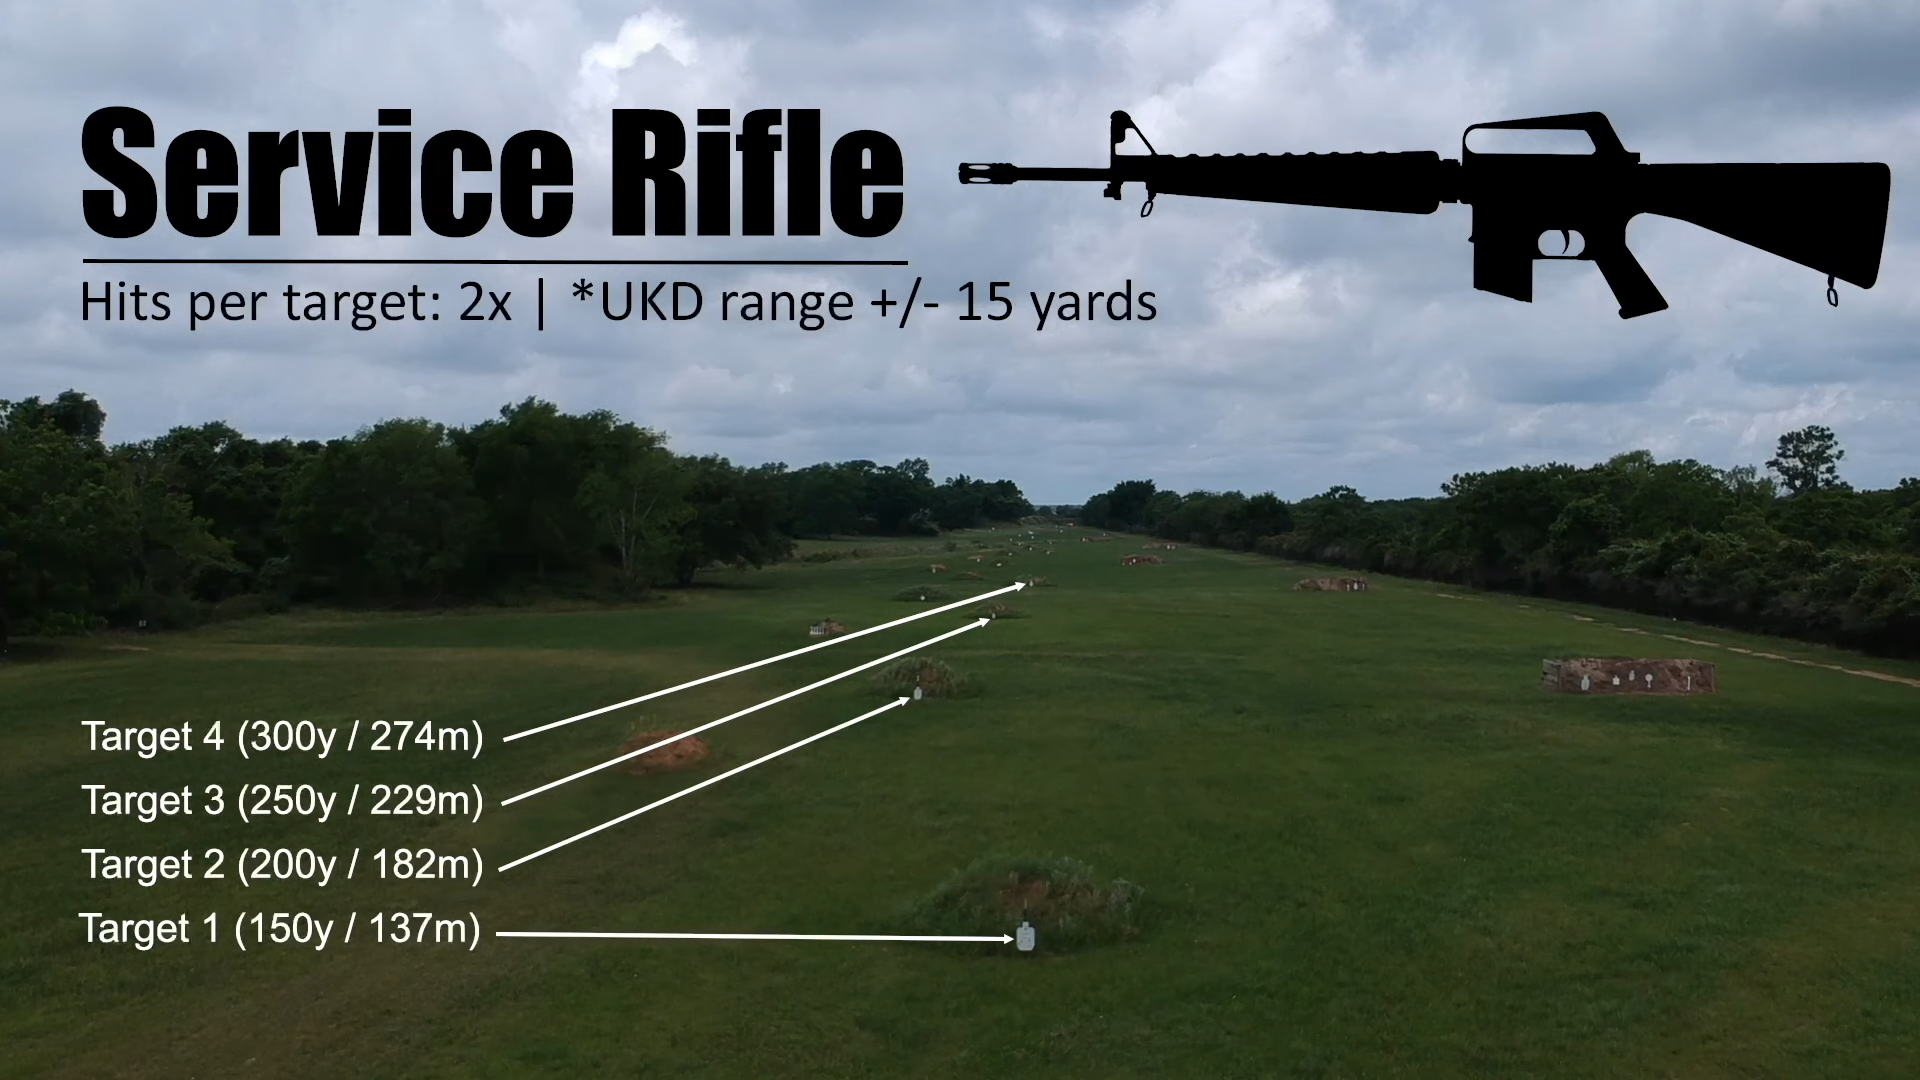 Service Rifle
Hits per target: 2x | *UKD range +/- 15 yards
Target 4 (300y / 274m)
Target 3 (250y / 229m)
Target 2 (200y / 182m)
Target 1 (150y / 137m)